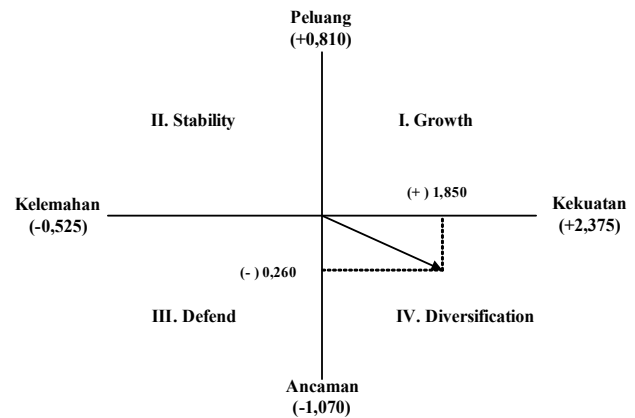 Peluang
(+0,810)
II. Stability
I. Growth
(+ ) 1,850
Kelemahan
(-0,525)
Kekuatan
(+2,375)
(- ) 0,260
III. Defend
IV. Diversification
Ancaman
(-1,070)